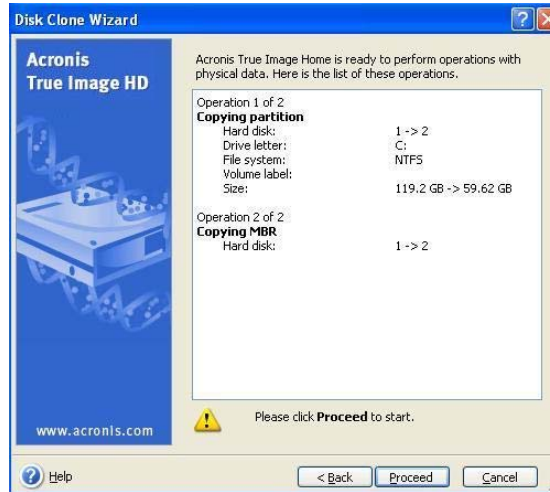 Disk Clone Wizard
Acronis
True Image HD
Acronis True Image Home is ready to perform operations with
physical data. Here is the list of these operations.
Operation 1 of 2
Copying partition
Hard disk: 1 -> 2
Drive letter: C:
File system: NTFS
Volume label:
Size: 119.2 GB -> 59.62 GB
Operation 2 of 2
Copying MBR
Hard disk: 1 -> 2
Please click Proceed to start.
www.acronis.com
Help
< Back
Proceed
Cancel